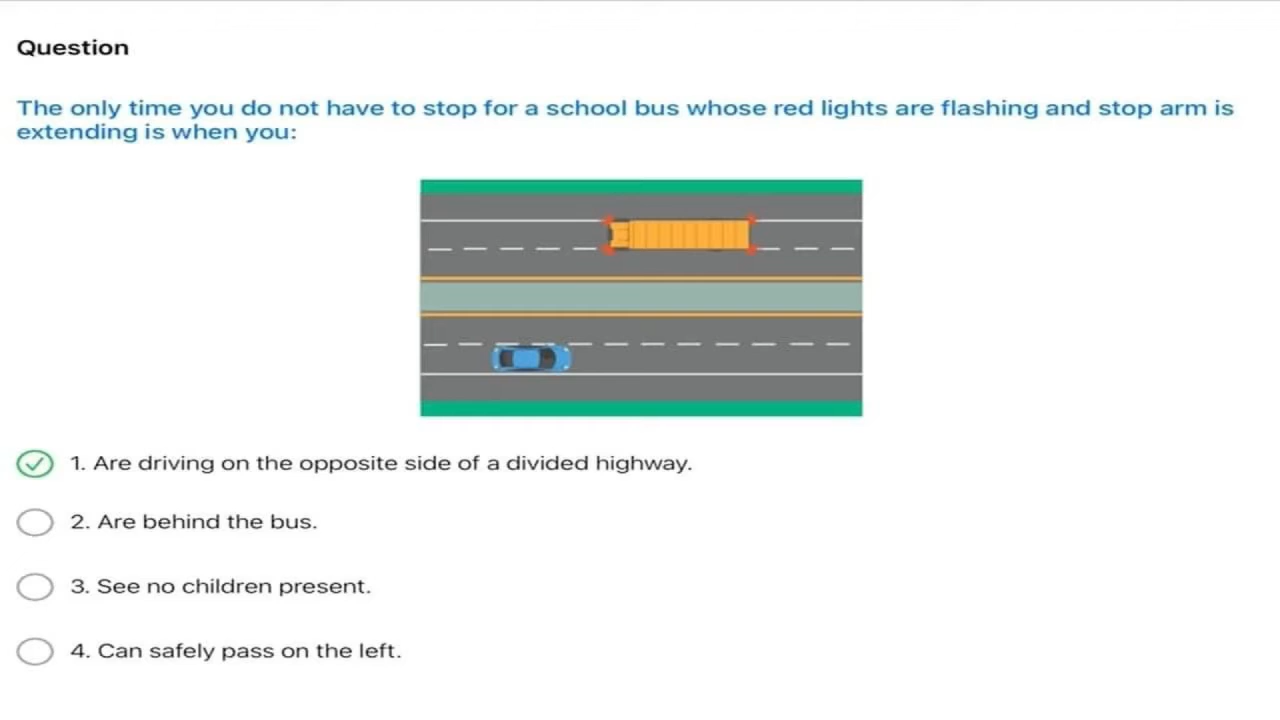 Question
The only time you do not have to stop for a school bus whose red lights are flashing and stop arm is
extending is when you:
1. Are driving on the opposite side of a divided highway.
2. Are behind the bus.
3. See no children present.
4. Can safely pass on the left.